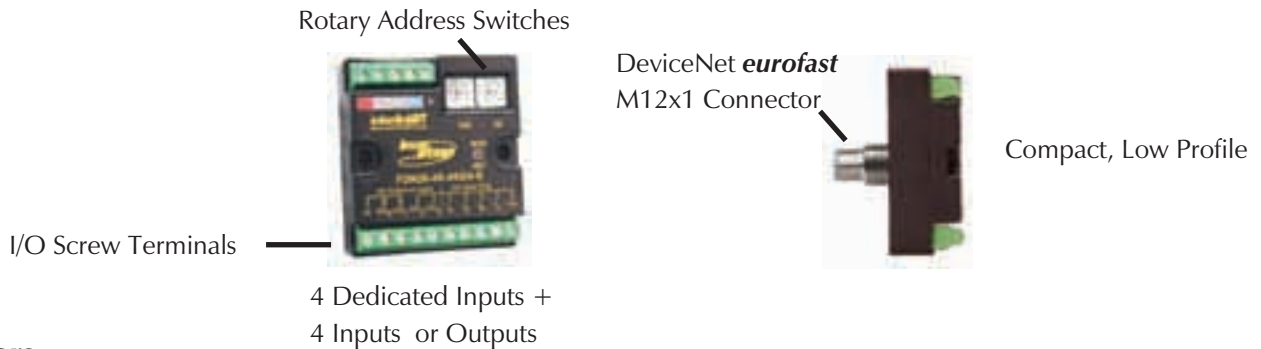 Rotary Address Switches
DeviceNet eurofast
M12x1 Connector
Compact, Low Profile
I/O Screw Terminals
4 Dedicated Inputs +
4 Inputs or Outputs